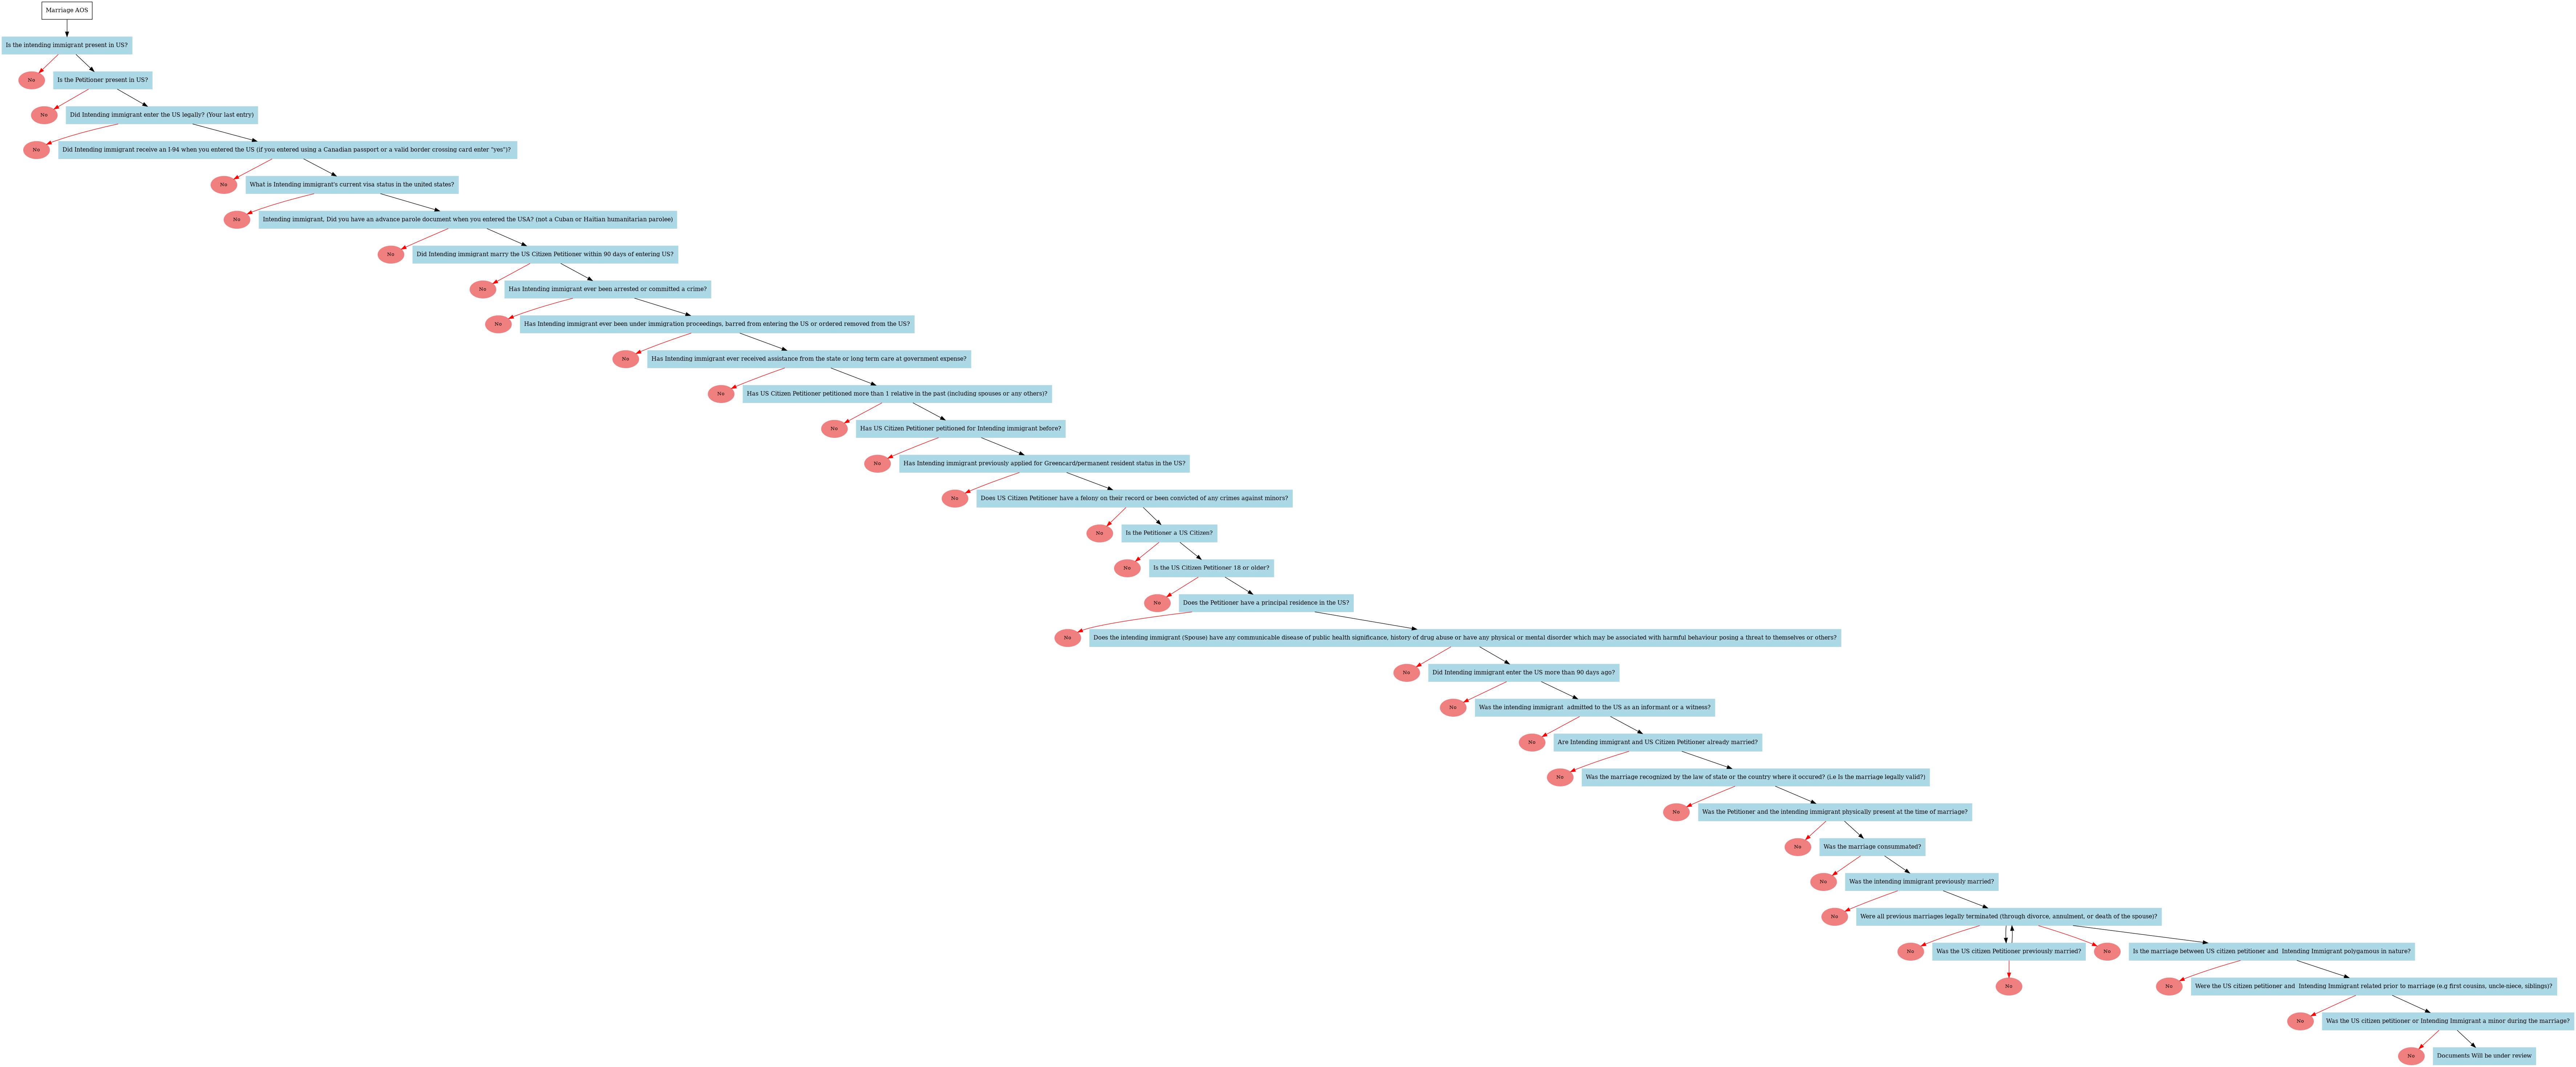 Marriage AOS
Is the intending immigrant present in US?
No
Is the Petitioner present in US?
No
Did Intending immigrant enter the US legally? (Your last entry)
No
Did Intending immigrant receive an I-94 when you entered the US (if you entered using a Canadian passport or a valid border crossing card enter "yes")?
No
What is Intending immigrant's current visa status in the united states?
No
Intending immigrant, Did you have an advance parole document when you entered the USA? (not a Cuban or Haitian humanitarian parolee)
No
Did Intending immigrant marry the US Citizen Petitioner within 90 days of entering US?
No
Has Intending immigrant ever been arrested or committed a crime?
No
Has Intending immigrant ever been under immigration proceedings, barred from entering the US or ordered removed from the US?
No
Has Intending immigrant ever received assistance from the state or long term care at government expense?
No
Has US Citizen Petitioner petitioned more than 1 relative in the past (including spouses or any others)?
No
Has US Citizen Petitioner petitioned for Intending immigrant before?
No
Has Intending immigrant previously applied for Greencard/permanent resident status in the US?
No
Does US Citizen Petitioner have a felony on their record or been convicted of any crimes against minors?
No
Is the Petitioner a US Citizen?
No
Is the US Citizen Petitioner 18 or older?
No
Does the Petitioner have a principal residence in the US?
No
Does the intending immigrant (Spouse) have any communicable disease of public health significance, history of drug abuse or have any physical or mental disorder which may be associated with harmful behaviour posing a threat to themselves or others?
No
Did Intending immigrant enter the US more than 90 days ago?
No
Was the intending immigrant  admitted to the US as an informant or a witness?
No
Are Intending immigrant and US Citizen Petitioner already married?
No
Was the marriage recognized by the law of state or the country where it occured? (i.e Is the marriage legally valid?)
No
Was the Petitioner and the intending immigrant physically present at the time of marriage?
No
Was the marriage consummated?
No
Was the intending immigrant previously married?
No
Were all previous marriages legally terminated (through divorce, annulment, or death of the spouse)?
No
Was the US citizen Petitioner previously married?
No
Is the marriage between US citizen petitioner and  Intending Immigrant polygamous in nature?
No
No
Were the US citizen petitioner and  Intending Immigrant related prior to marriage (e.g first cousins, uncle-niece, siblings)?
No
Was the US citizen petitioner or Intending Immigrant a minor during the marriage?
No
Documents Will be under review